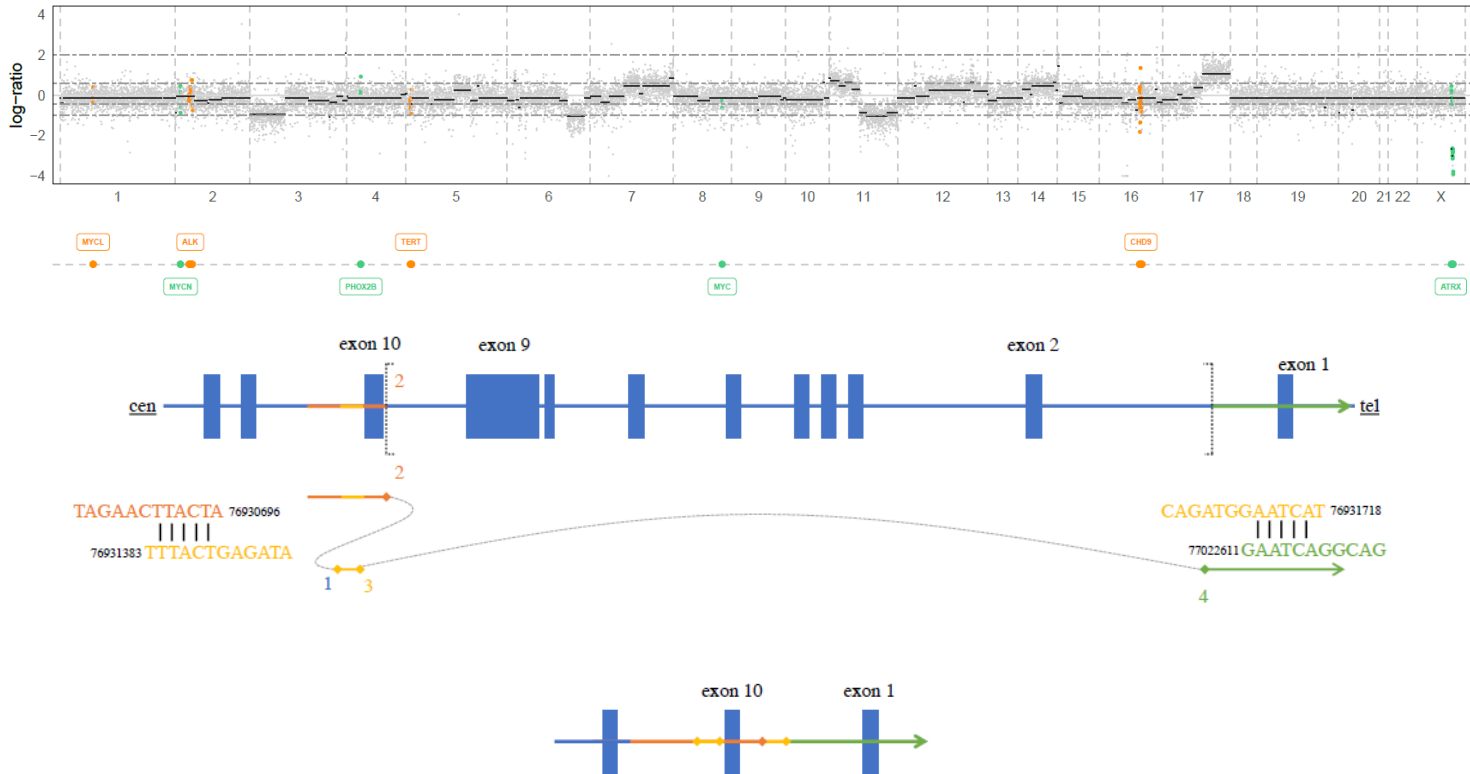 4
2
0
−2
−4
log−ratio
1 2 3 4 5 6 7 8 9 10 11 12 13 14 15 16 17 18 19 20 21 22 X
MYCL ALK TERT CHD9
MYCN PHOX2B MYC ATRX
exon 10 exon 9 exon 2 exon 1
2
cen tel
2
TAGAACTTACTA 76930696
76931383 TTTACTGAGATA
CAGATGGAATCAT 76931718
77022611 GAATCAGGCAG
1 3 4
exon 10 exon 1